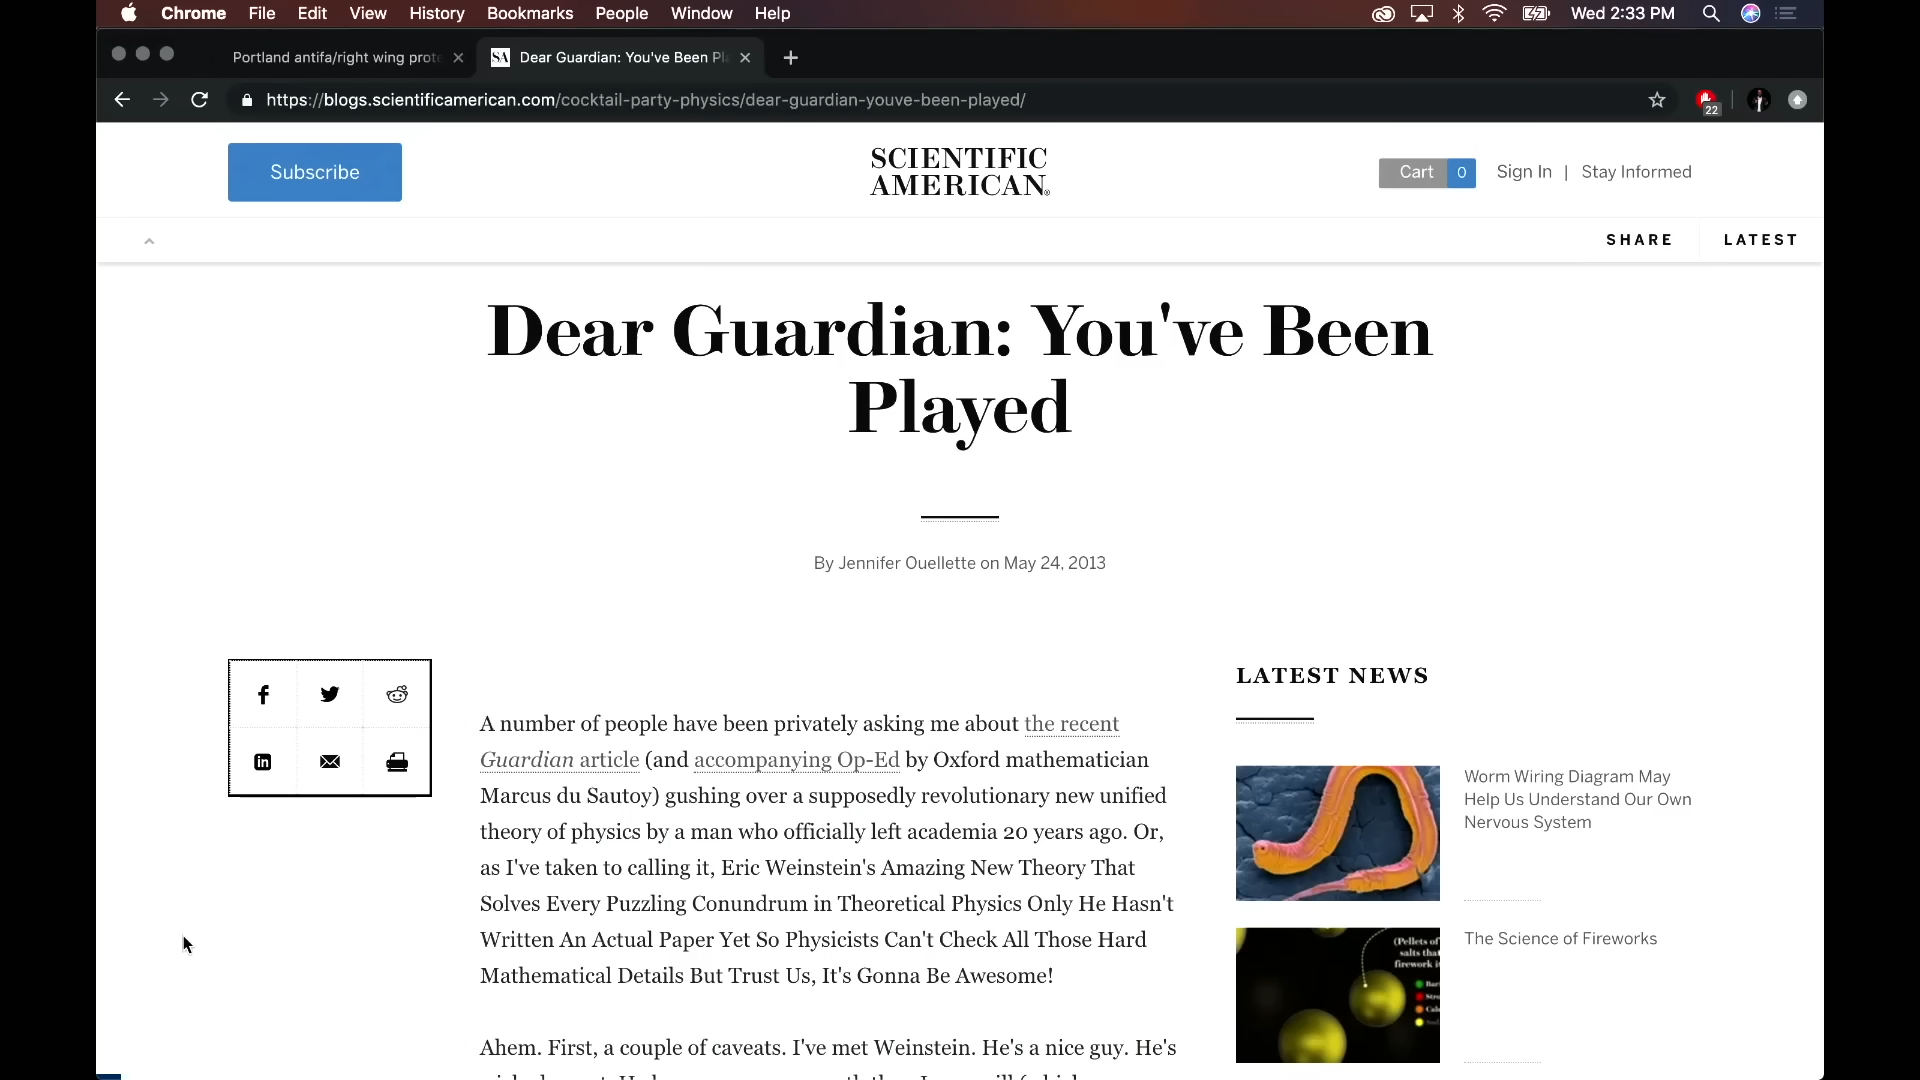 Chrome File Edit View History Bookmarks People Window Help Wed 2:33 PM
Portland antifa/right wing prote
SA Dear Guardian: You've Been Pl
https://blogs.scientificamerican.com/cocktail-party-physics/dear-guardian-youve-been-played/
22
Subscribe
SCIENTIFIC
AMERICAN®
Cart 0 Sign In | Stay Informed
SHARE LATEST
Dear Guardian: You've Been
Played
By Jennifer Ouellette on May 24, 2013
LATEST NEWS
A number of people have been privately asking me about the recent
Guardian article (and accompanying Op-Ed by Oxford mathematician
Marcus du Sautoy) gushing over a supposedly revolutionary new unified
theory of physics by a man who officially left academia 20 years ago. Or,
as I've taken to calling it, Eric Weinstein's Amazing New Theory That
Solves Every Puzzling Conundrum in Theoretical Physics Only He Hasn't
Written An Actual Paper Yet So Physicists Can't Check All Those Hard
Mathematical Details But Trust Us, It's Gonna Be Awesome!
Ahem. First, a couple of caveats. I've met Weinstein. He's a nice guy. He's
Worm Wiring Diagram May
Help Us Understand Our Own
Nervous System
The Science of Fireworks
(Pellets of
salts that
firework it